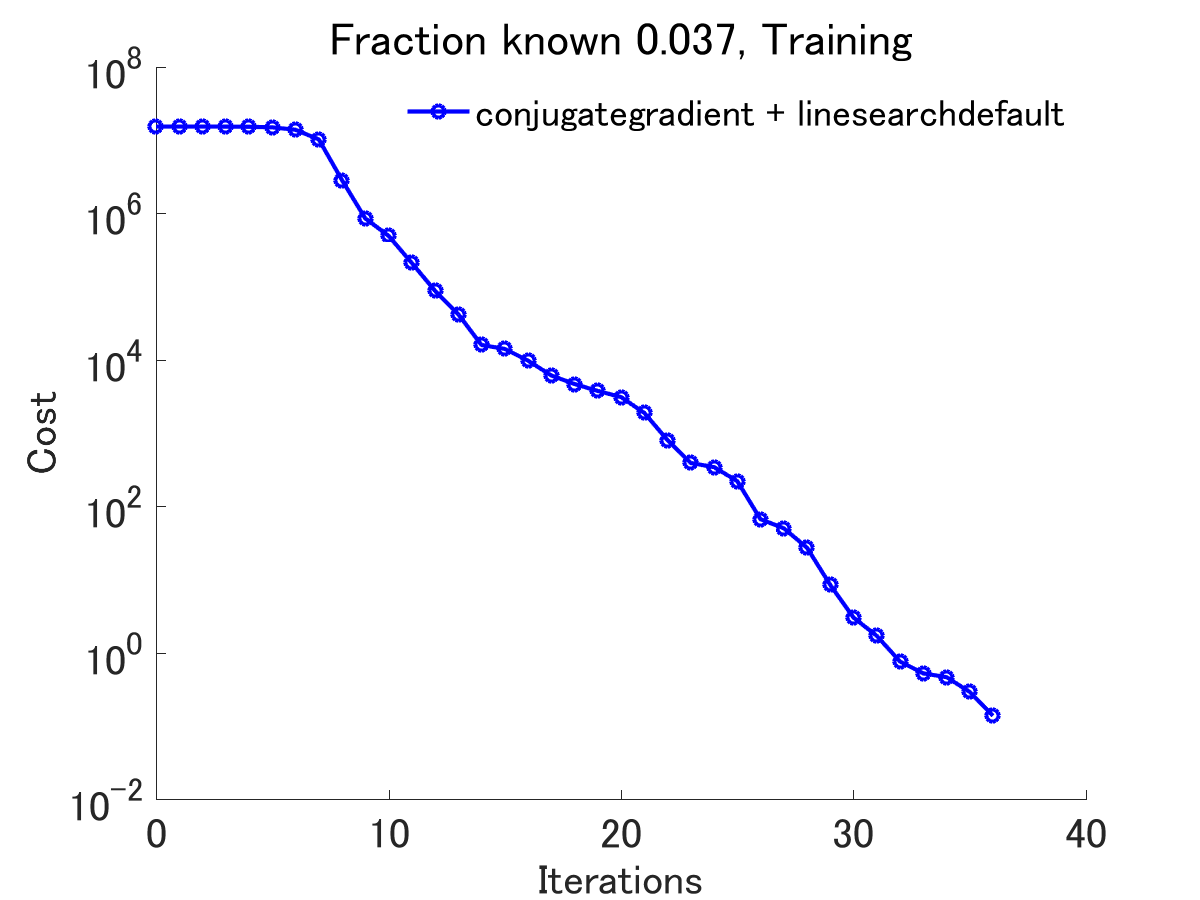 Fraction known 0.037, Training
conjugategradient + linesearchdefault
10^8
10^6
10^4
10^2
10^0
10^-2
Cost
0 10 20 30 40
Iterations